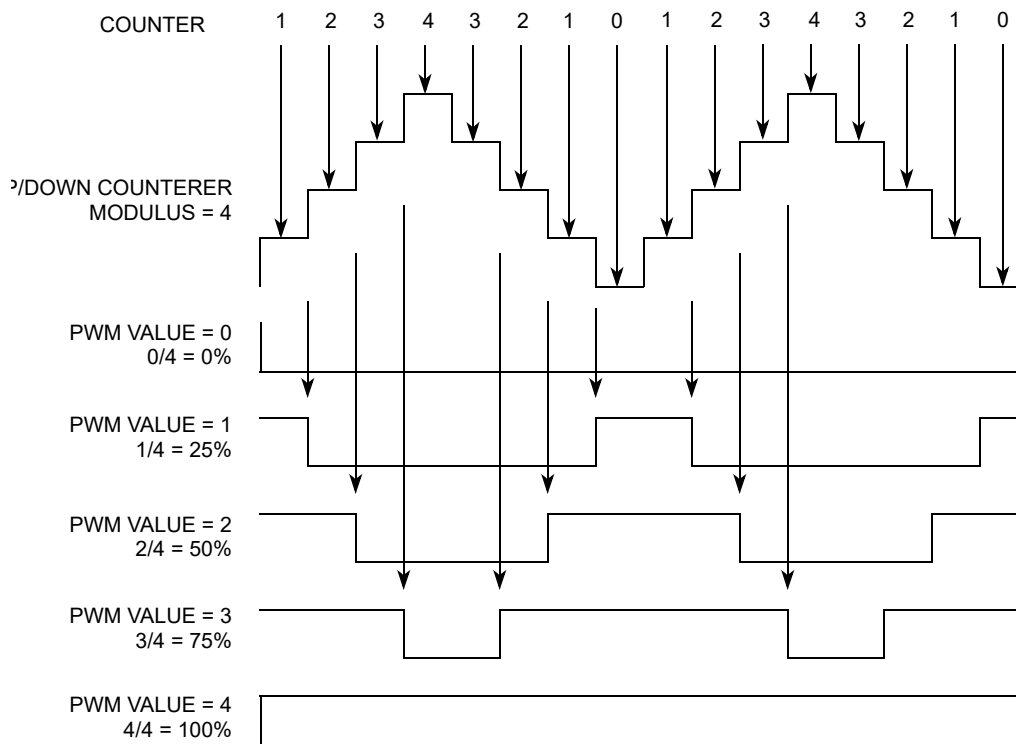 COUNTER 1 2 3 4 3 2 1 0 1 2 3 4 3 2 1 0
P/DOWN COUNTERER
MODULUS = 4
PWM VALUE = 0
0/4 = 0%
PWM VALUE = 1
1/4 = 25%
PWM VALUE = 2
2/4 = 50%
PWM VALUE = 3
3/4 = 75%
PWM VALUE = 4
4/4 = 100%